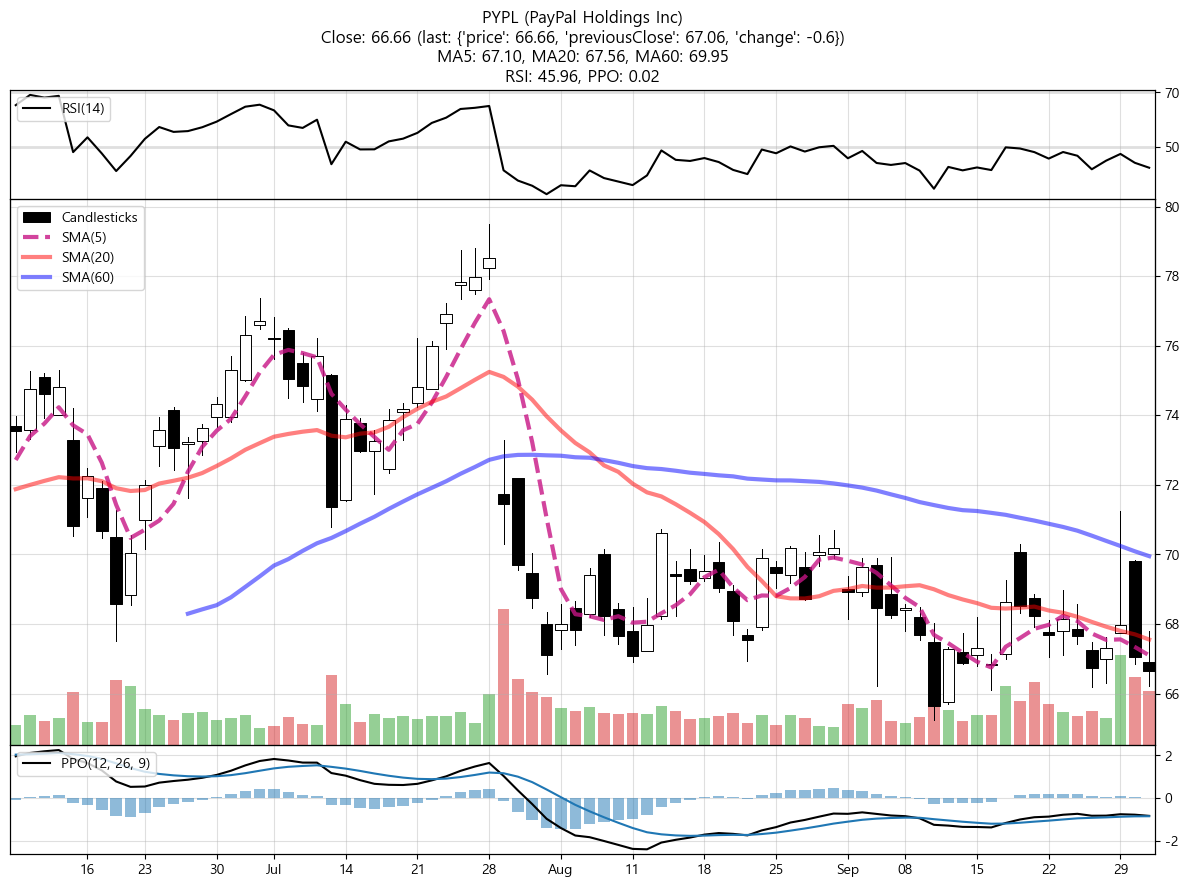 PYPL (PayPal Holdings Inc)
Close: 66.66 (last: {'price': 66.66, 'previousClose': 67.06, 'change': -0.6})
MA5: 67.10, MA20: 67.56, MA60: 69.95
RSI: 45.96, PPO: 0.02
RSI(14)
70
50
Candlesticks
SMA(5)
SMA(20)
SMA(60)
80
78
76
74
72
70
68
66
PPO(12, 26, 9)
2
0
-2
16 23 30 Jul 14 21 28 Aug 11 18 25 Sep 08 15 22 29